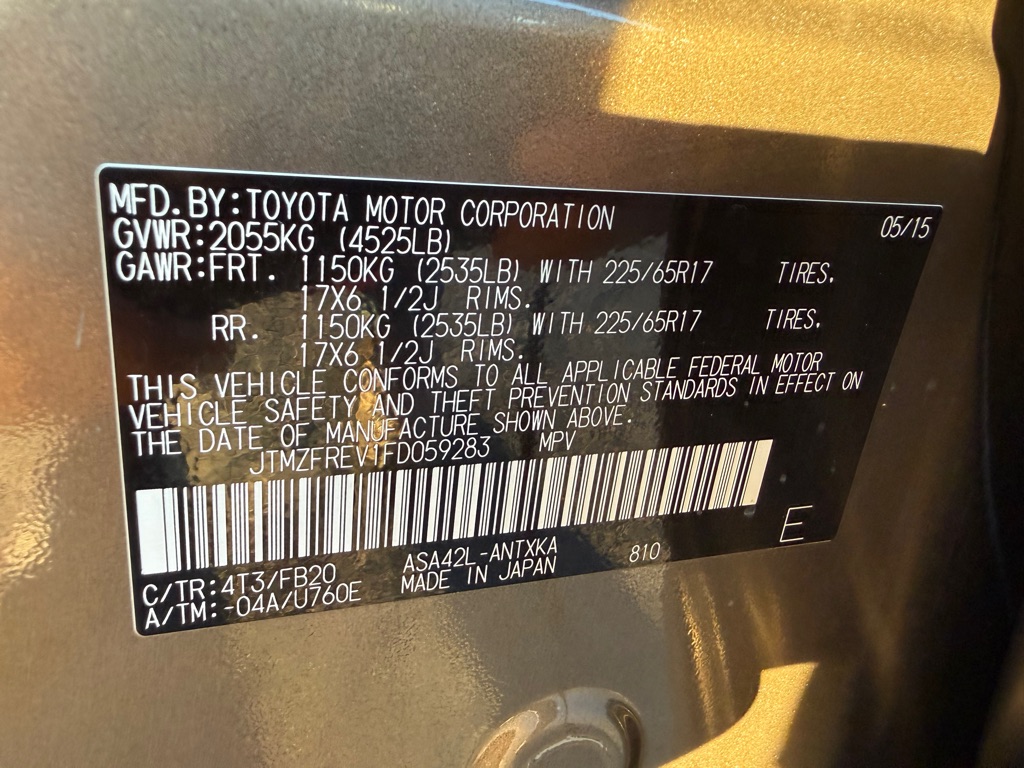 MFD.BY:TOYOTA MOTOR CORPORATION 05/15
GVWR:2055KG (4525LB)
GAWR:FRT. 1150KG (2535LB) WITH 225/65R17 TIRES,
17X6 1/2J RIMS.
RR. 1150KG (2535LB) WITH 225/65R17 TIRES,
17X6 1/2J RIMS.
THIS VEHICLE CONFORMS TO ALL APPLICABLE FEDERAL MOTOR
VEHICLE SAFETY AND THEFT PREVENTION STANDARDS IN EFFECT ON
THE DATE OF MANUFACTURE SHOWN ABOVE.
JTMZFREV1FD059283 MPV
E
C/TR:4T3/FB20 ASA42L-ANTXKA 810
A/TM:-04A/U760E MADE IN JAPAN